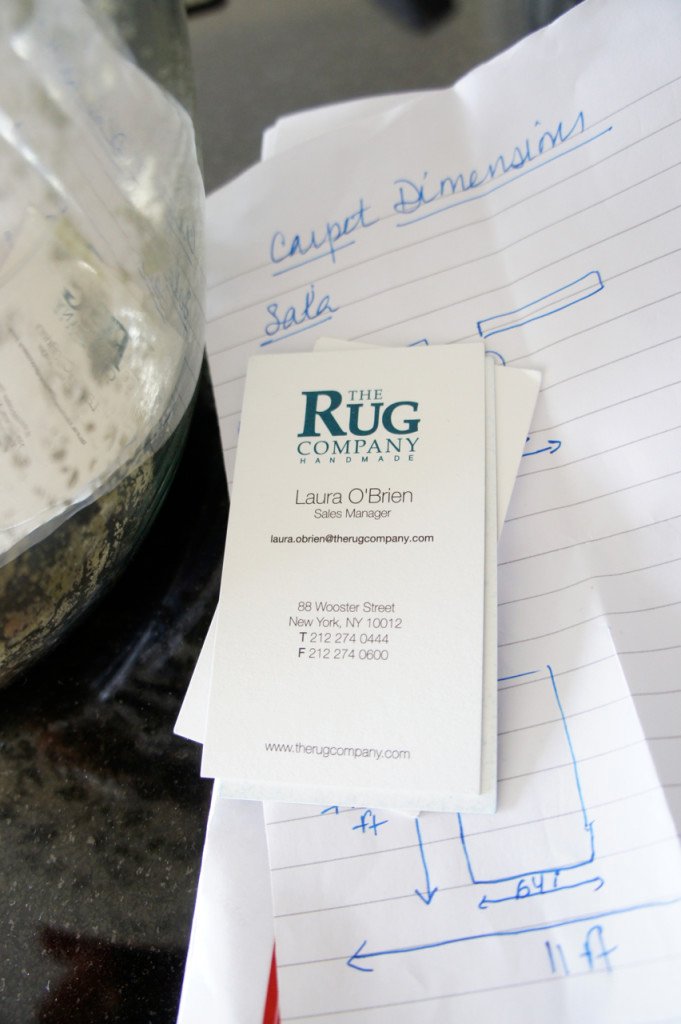 Carpet Dimensions
Sala
THE
RUG
COMPANY
HANDMADE
Laura O'Brien
Sales Manager
laura.obrien@therugcompany.com
88 Wooster Street
New York, NY 10012
T 212 274 0444
F 212 274 0600
www.therugcompany.com
ft
64i
11 ft